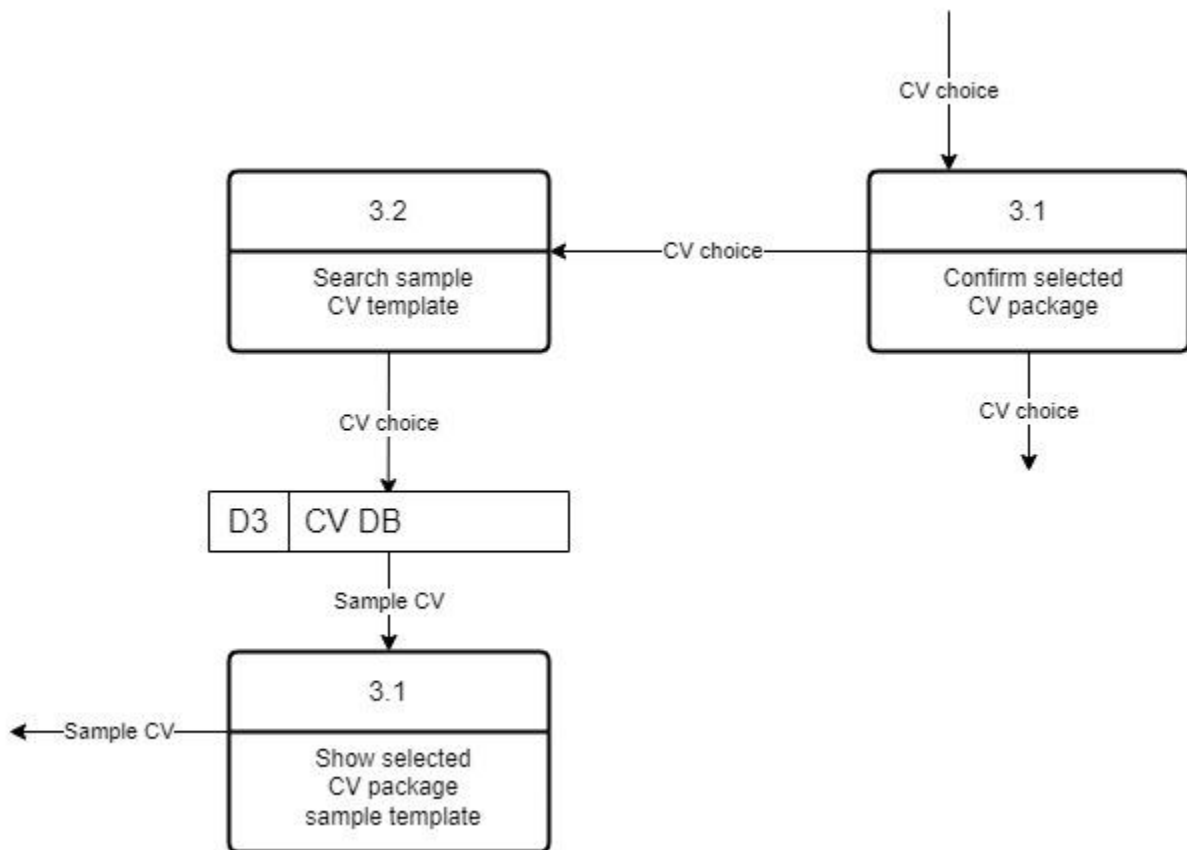 CV choice
3.2
3.1
CV choice
Search sample
CV template
Confirm selected
CV package
CV choice
CV choice
D3
CV DB
Sample CV
3.1
Sample CV
Show selected
CV package
sample template